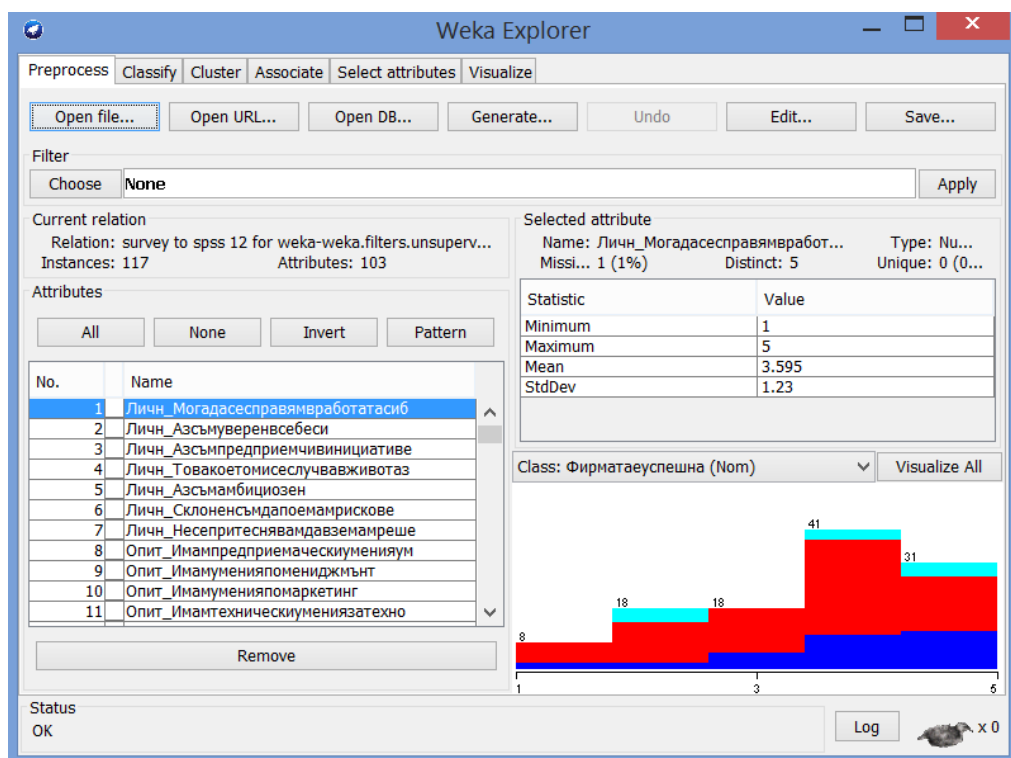 Weka Explorer
Preprocess Classify Cluster Associate Select attributes Visualize
Open file... Open URL... Open DB... Generate... Undo Edit... Save...
Filter
Choose None Apply
Current relation
Relation: survey to spss 12 for weka-weka.filters.unsuperv...
Instances: 117 Attributes: 103
Attributes
All None Invert Pattern
No. Name
1 Личн_Могадасесправямвработатасиб
2 Личн_Азсъмуверенвсебеси
3 Личн_Азсъмпредприемчивинициативе
4 Личн_Товакоетомисеслучвавживотаз
5 Личн_Азсъмамбициозен
6 Личн_Склоненсъмдапоемамрискове
7 Личн_Несепритеснявамдавземамреше
8 Опит_Имампредприемаческиуменияум
9 Опит_Имамуменияпомениджмънт
10 Опит_Имамуменияпомаркетинг
11 Опит_Имамтехническиумениязатехно
Remove
Selected attribute
Name: Личн_Могадасесправямвработ... Type: Nu...
Missi... 1 (1%) Distinct: 5 Unique: 0 (0...
Statistic Value
Minimum 1
Maximum 5
Mean 3.595
StdDev 1.23
Class: Фирматаеуспешна (Nom) Visualize All
41
31
18 18
8
1 3 5
Status
OK Log x 0